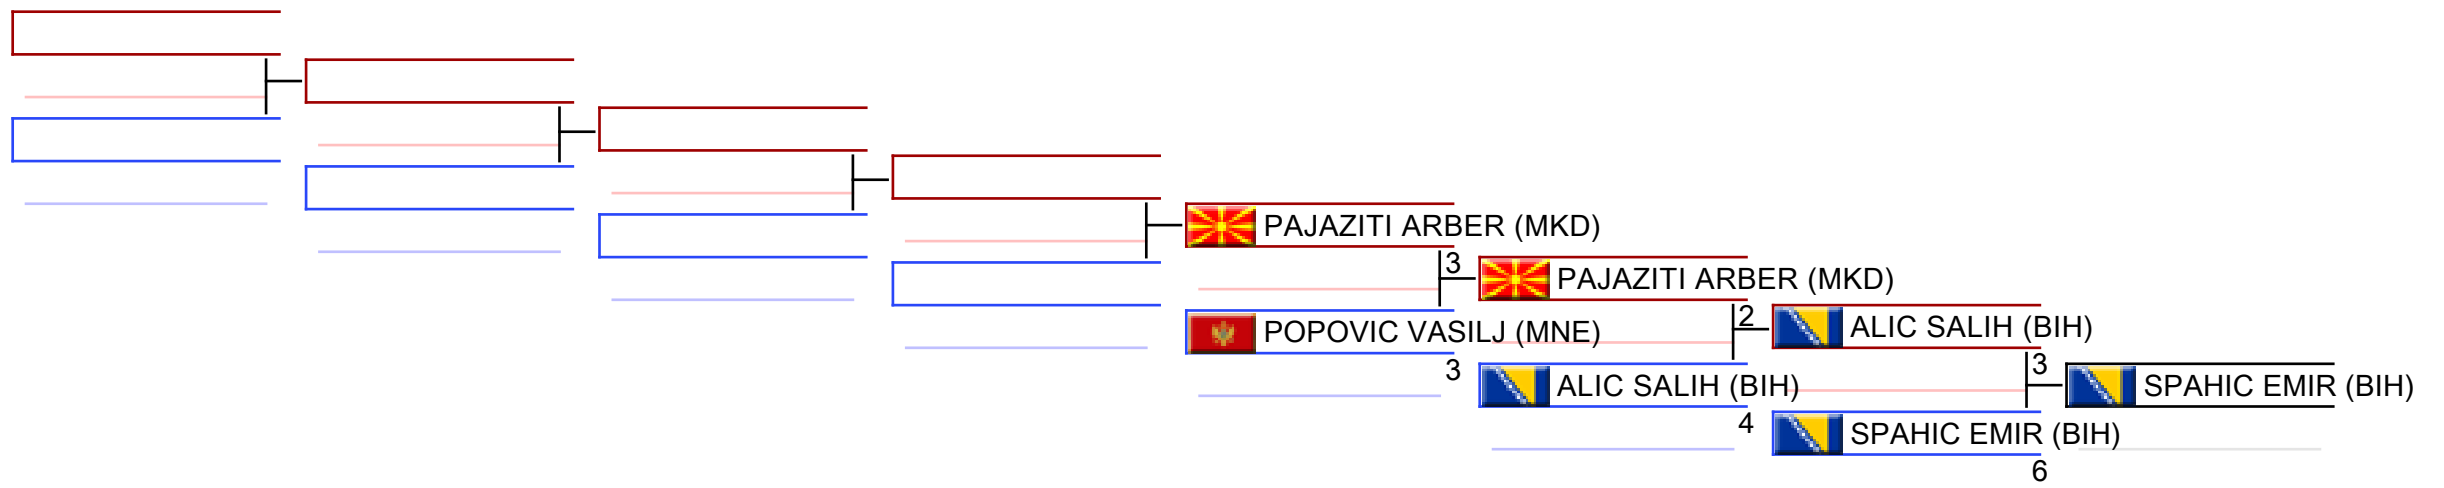 PAJAZITI ARBER (MKD)
3
PAJAZITI ARBER (MKD)
POPOVIC VASILJ (MNE)
3
2
ALIC SALIH (BIH)
ALIC SALIH (BIH)
4
3
SPAHIC EMIR (BIH)
SPAHIC EMIR (BIH)
6